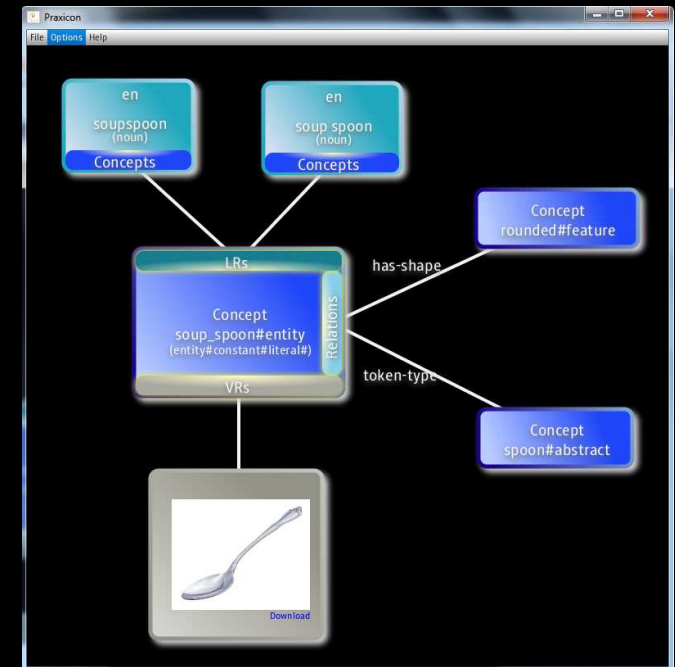 Praxicon
File Options Help
en
soupspoon
(noun)
Concepts
en
soup spoon
(noun)
Concepts
Concept
rounded#feature
has-shape
LRs
Concept
soup_spoon#entity
(entity#constant#literal#)
Relations
VRs
token-type
Concept
spoon#abstract
Download